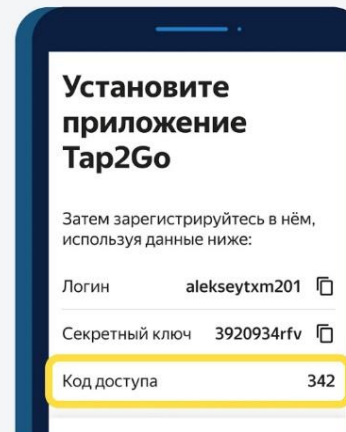 Установите
приложение
Tap2Go
Затем зарегистрируйтесь в нём,
используя данные ниже:
Логин alekseytxm201
Секретный ключ 3920934rfv
Код доступа 342